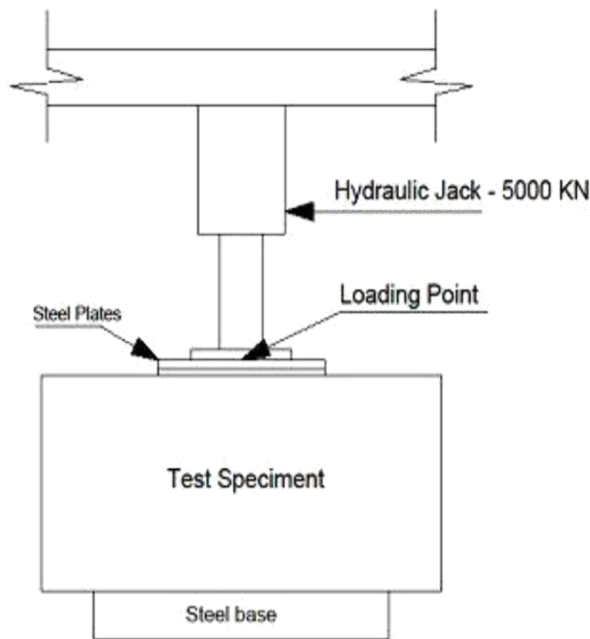 Hydraulic Jack - 5000 KN
Loading Point
Steel Plates
Test Speciment
Steel base